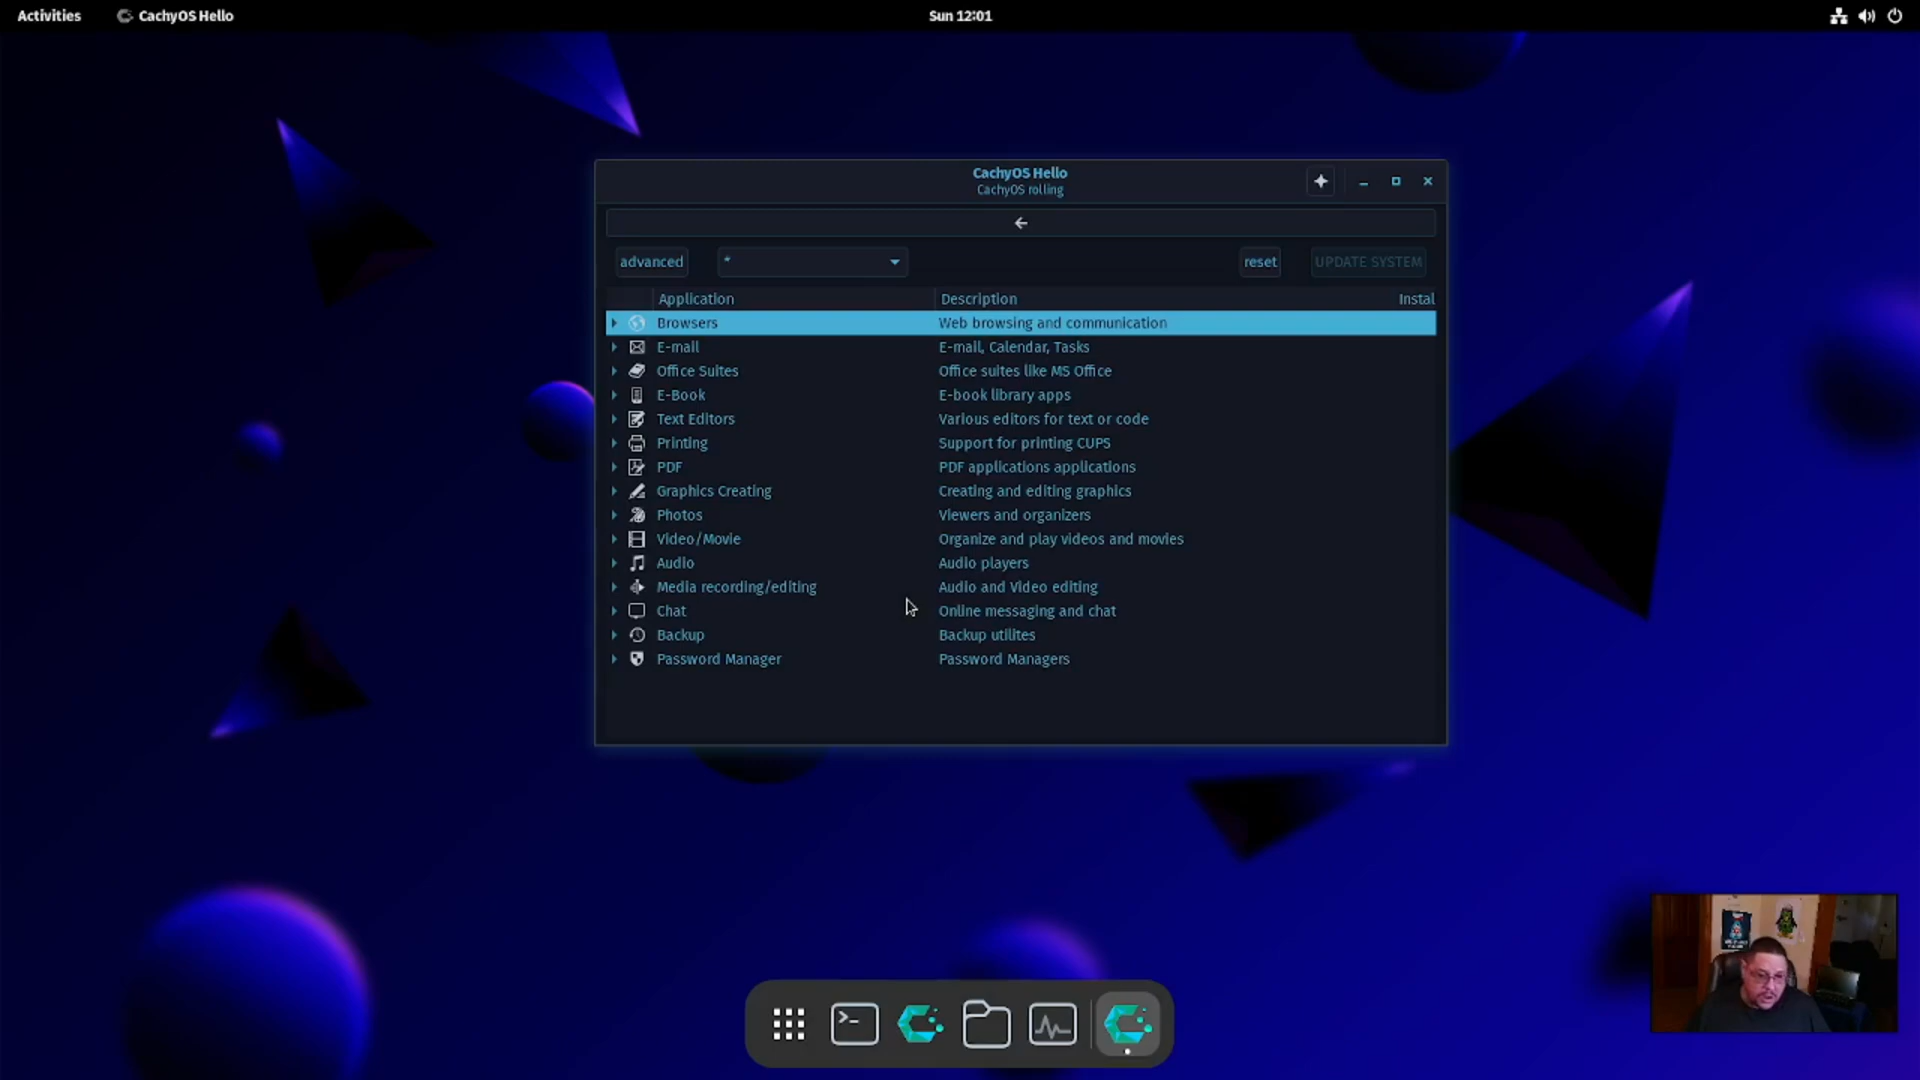 Activities CachyOS Hello Sun 12:01
CachyOS Hello
CachyOS rolling
advanced * reset UPDATE SYSTEM
Application Description Instal
Browsers Web browsing and communication
E-mail E-mail, Calendar, Tasks
Office Suites Office suites like MS Office
E-Book E-book library apps
Text Editors Various editors for text or code
Printing Support for printing CUPS
PDF PDF applications applications
Graphics Creating Creating and editing graphics
Photos Viewers and organizers
Video/Movie Organize and play videos and movies
Audio Audio players
Media recording/editing Audio and Video editing
Chat Online messaging and chat
Backup Backup utilites
Password Manager Password Managers